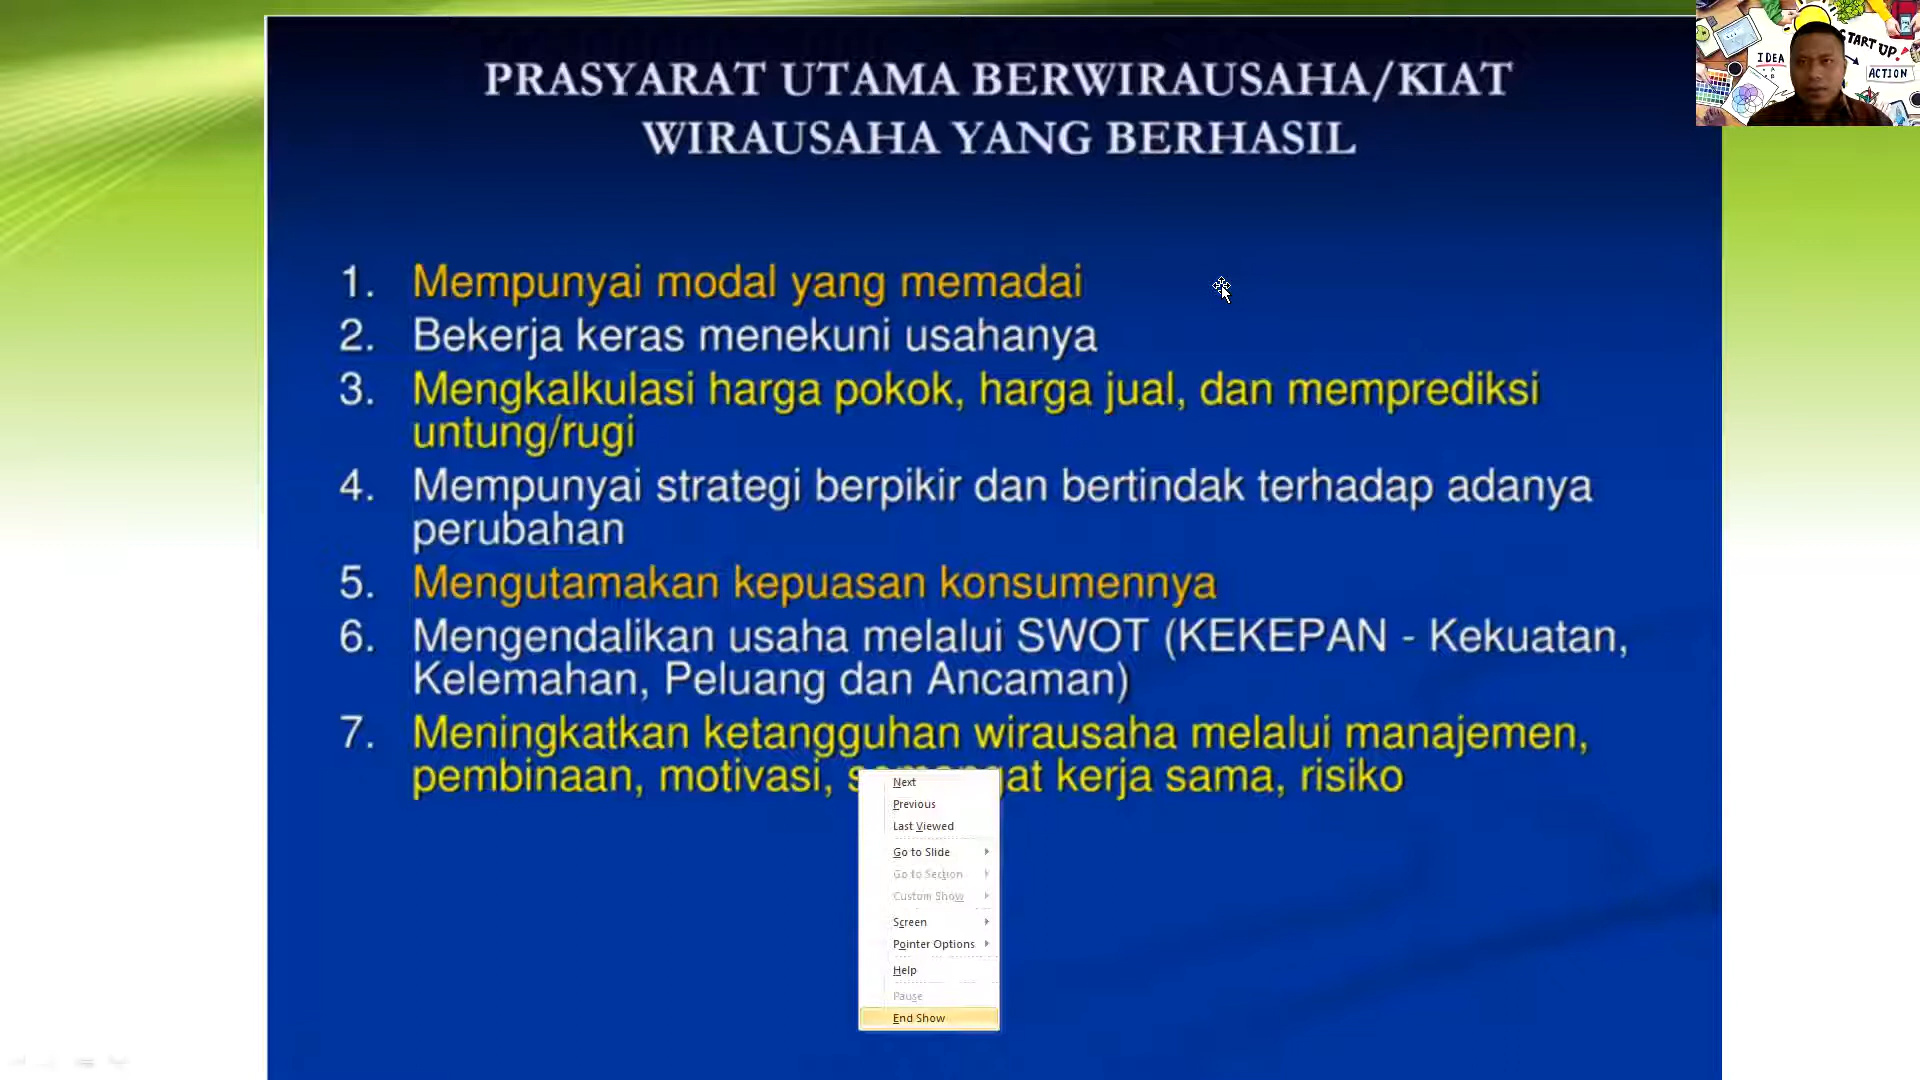 PRASYARAT UTAMA BERWIRAUSAHA/KIAT
WIRAUSAHA YANG BERHASIL
START UP!
IDEA
ACTION
1. Mempunyai modal yang memadai
2. Bekerja keras menekuni usahanya
3. Mengkalkulasi harga pokok, harga jual, dan memprediksi
untung/rugi
4. Mempunyai strategi berpikir dan bertindak terhadap adanya
perubahan
5. Mengutamakan kepuasan konsumennya
6. Mengendalikan usaha melalui SWOT (KEKEPAN - Kekuatan,
Kelemahan, Peluang dan Ancaman)
7. Meningkatkan ketangguhan wirausaha melalui manajemen,
pembinaan, motivasi, kerja sama, risiko
Next
Previous
Last Viewed
Go to Slide
Go to Section
Custom Show
Screen
Pointer Options
Help
Pause
End Show